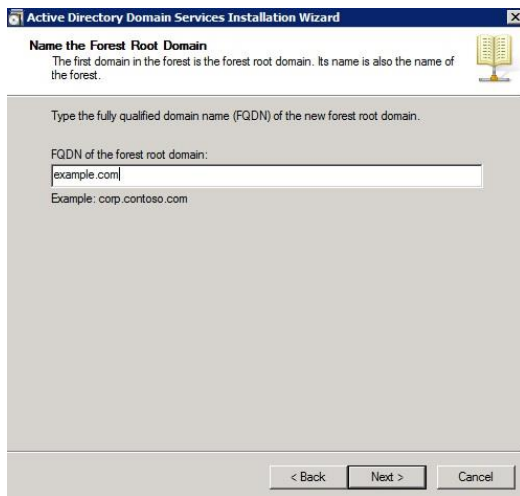 Active Directory Domain Services Installation Wizard
Name the Forest Root Domain
The first domain in the forest is the forest root domain. Its name is also the name of
the forest.
Type the fully qualified domain name (FQDN) of the new forest root domain.
FQDN of the forest root domain:
example.com
Example: corp.contoso.com
< Back Next > Cancel